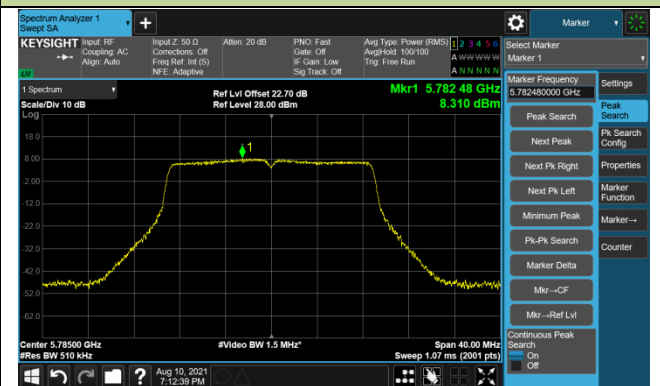 Spectrum Analyzer 1
Swept SA
+
Marker
KEYSIGHT
Input: RF
Coupling: AC
Align: Auto
Input Z: 50 Ω
Corrections: Off
Freq Ref: Int (S)
NFE: Adaptive
Atten: 20 dB
PNO: Fast
Gate: Off
IF Gain: Low
Sig Track: Off
Avg Type: Power (RMS)
Avg|Hold: 100/100
Trig: Free Run
1 2 3 4 5 6
A W W W W W
A N N N N N
LXI
Select Marker
Marker 1
Marker Frequency
5.782480000 GHz
Peak Search
Next Peak
Next Pk Right
Next Pk Left
Minimum Peak
Pk-Pk Search
Marker Delta
Mkr→CF
Mkr→Ref Lvl
Continuous Peak
Search
On
Off
Settings
Peak
Search
Pk Search
Config
Properties
Marker
Function
Marker→
Counter
1 Spectrum
Scale/Div 10 dB
Log
Ref Lvl Offset 22.70 dB
Ref Level 28.00 dBm
Mkr1 5.782 48 GHz
8.310 dBm
18.0
8.00
-2.00
-12.0
-22.0
-32.0
-42.0
-52.0
-62.0
1
Center 5.78500 GHz
#Res BW 510 kHz
#Video BW 1.5 MHz*
Span 40.00 MHz
Sweep 1.07 ms (2001 pts)
?
Aug 10, 2021
7:12:39 PM